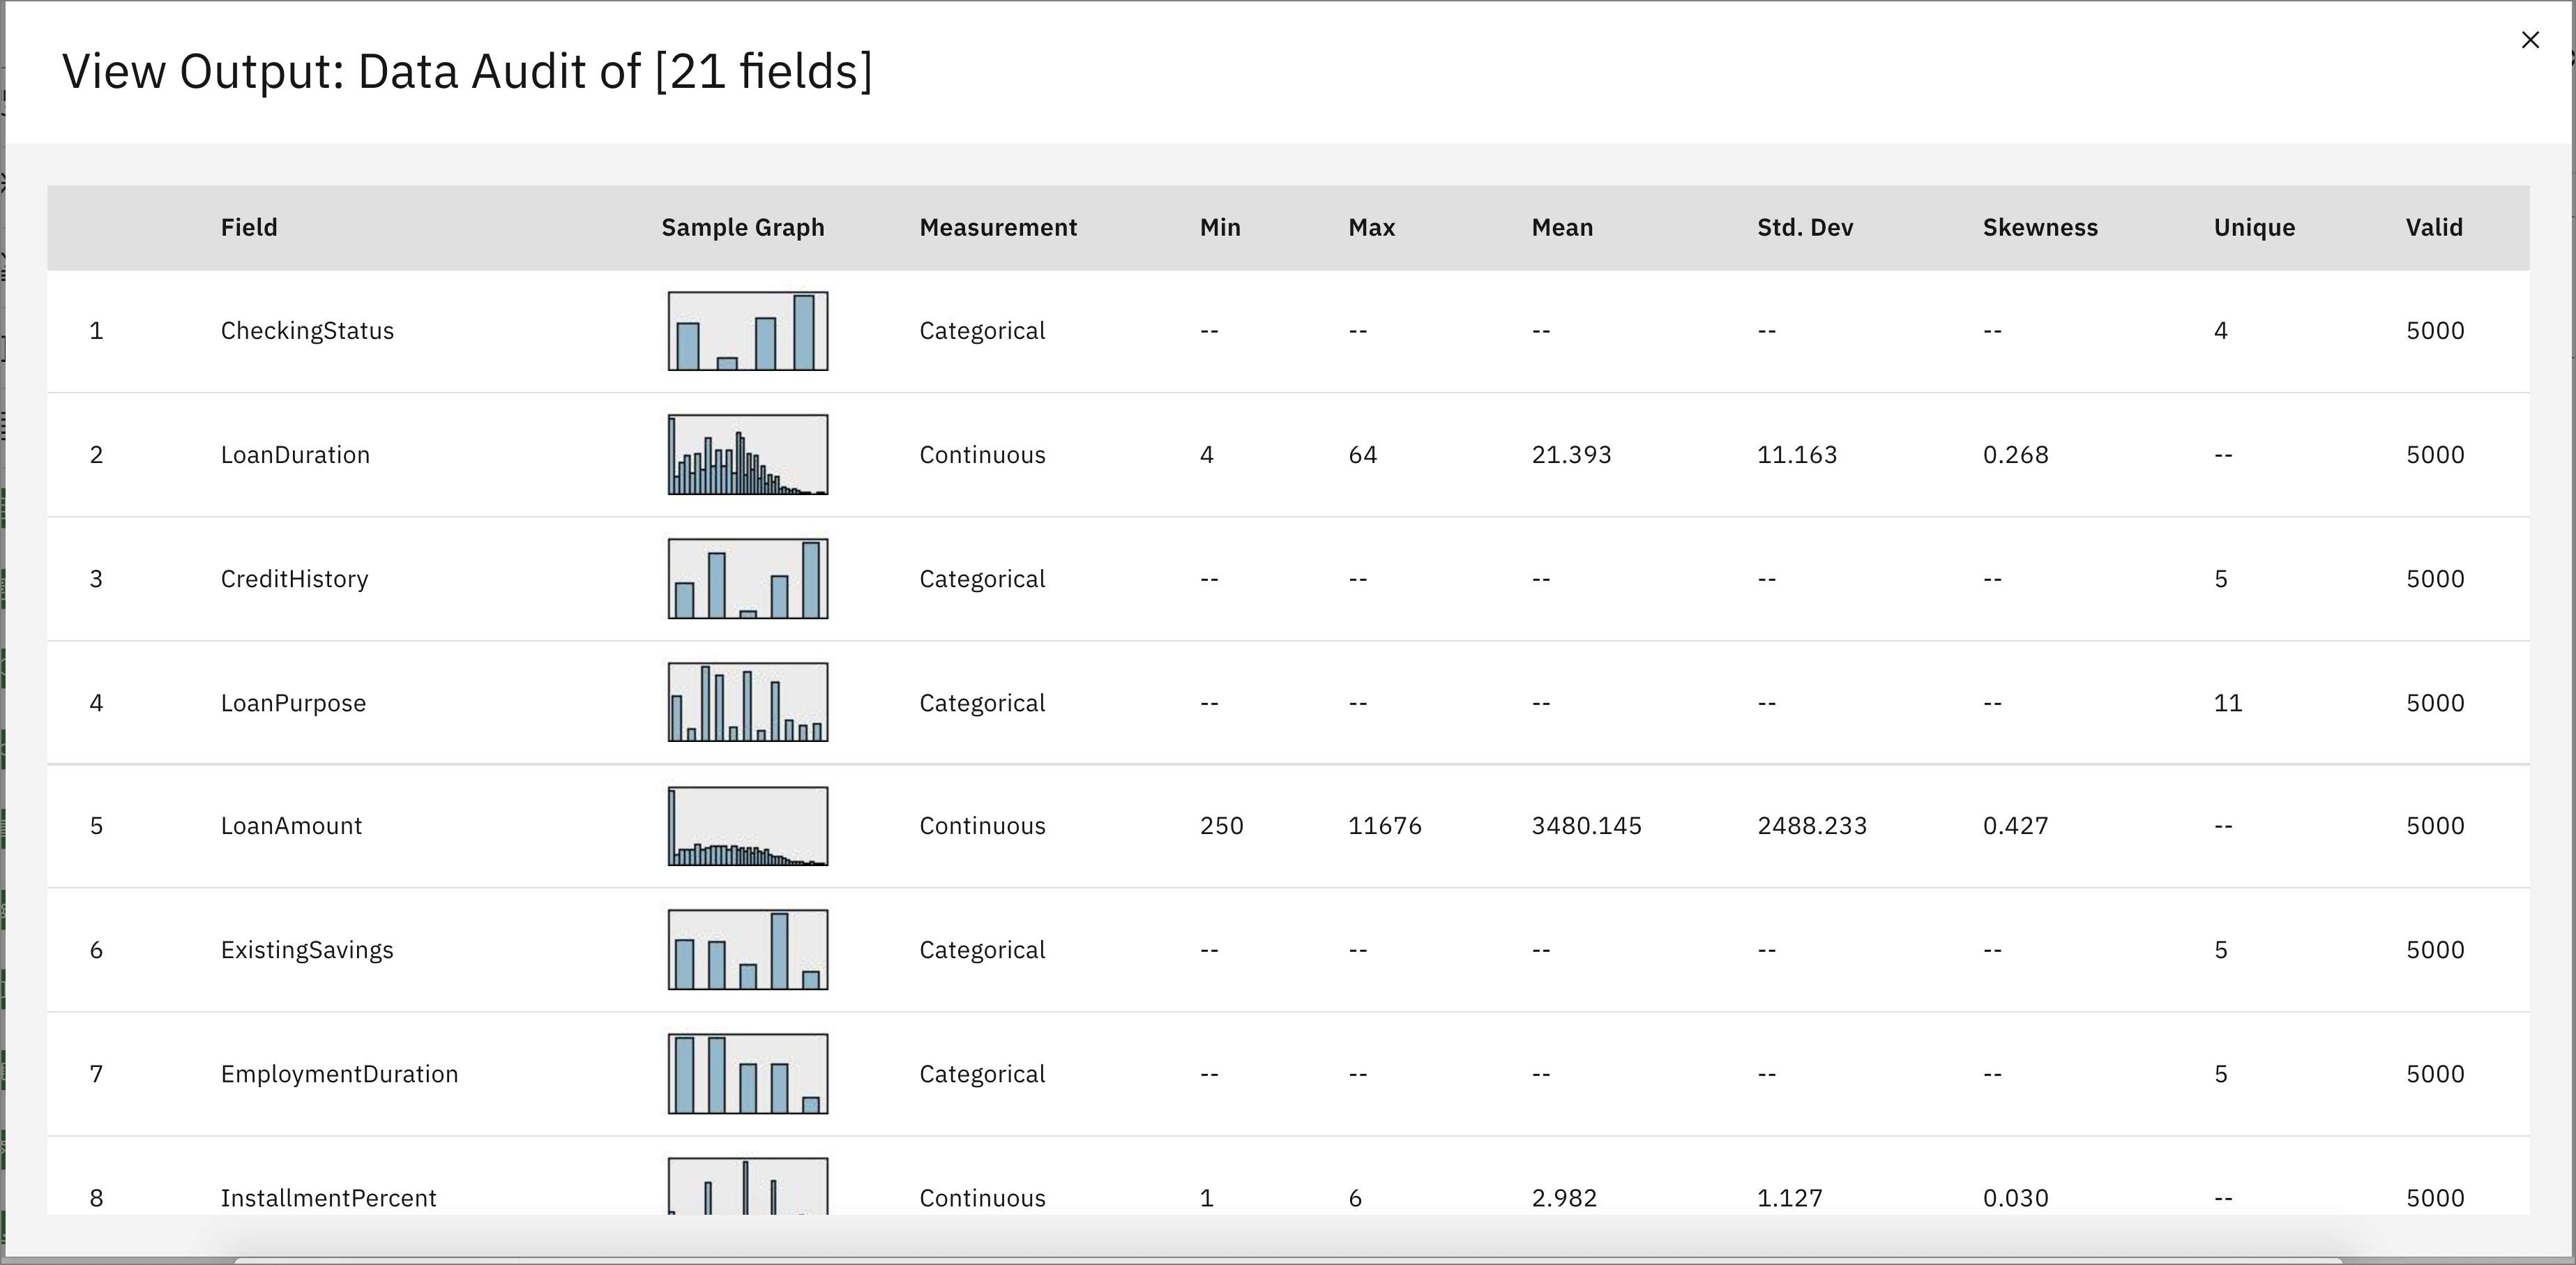 View Output: Data Audit of [21 fields]
Field Sample Graph Measurement Min Max Mean Std. Dev Skewness Unique Valid
1 CheckingStatus Categorical -- -- -- -- -- 4 5000
2 LoanDuration Continuous 4 64 21.393 11.163 0.268 -- 5000
3 CreditHistory Categorical -- -- -- -- -- 5 5000
4 LoanPurpose Categorical -- -- -- -- -- 11 5000
5 LoanAmount Continuous 250 11676 3480.145 2488.233 0.427 -- 5000
6 ExistingSavings Categorical -- -- -- -- -- 5 5000
7 EmploymentDuration Categorical -- -- -- -- -- 5 5000
8 InstallmentPercent Continuous 1 6 2.982 1.127 0.030 -- 5000